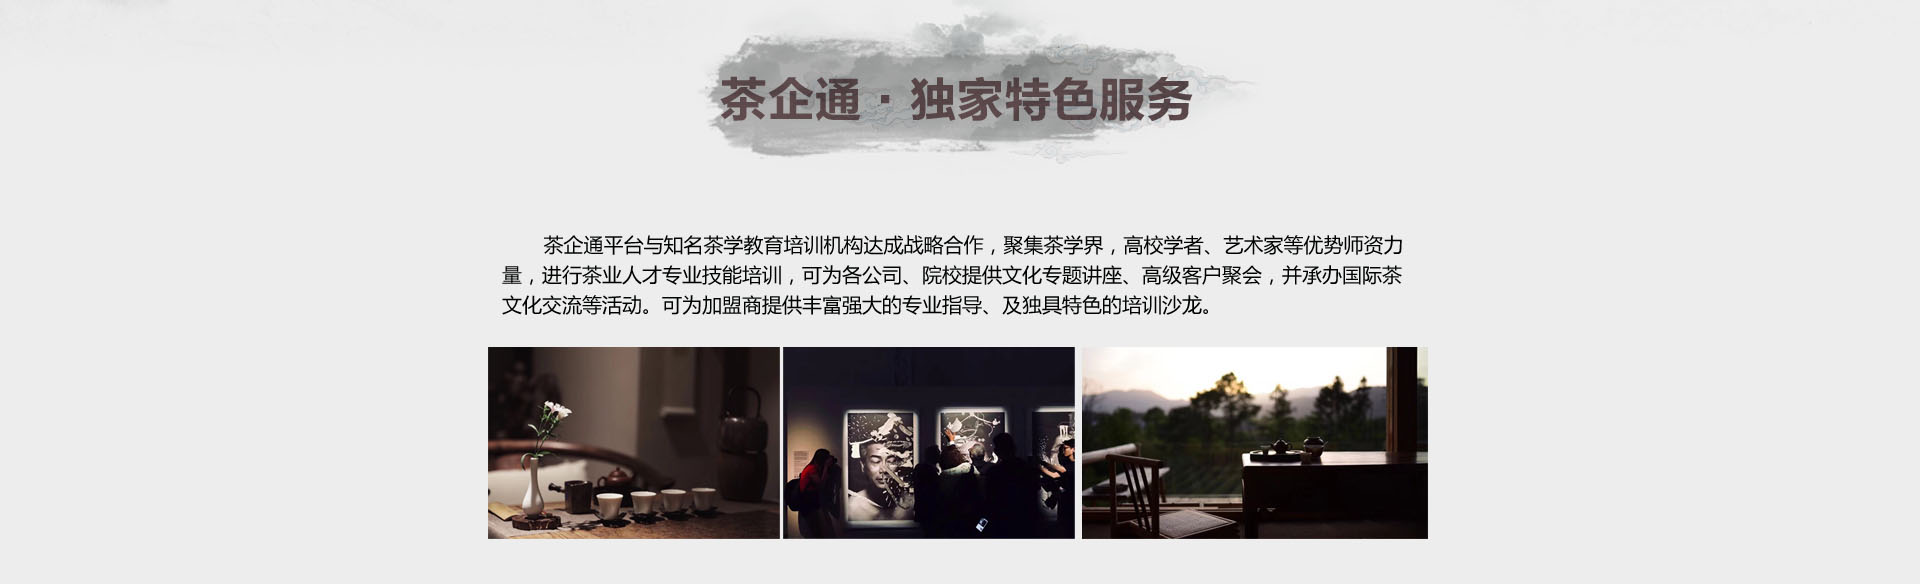 茶企通·独家特色服务
茶企通平台与知名茶学教育培训机构达成战略合作，聚集茶学界，高校学者、艺术家等优势师资力
量，进行茶业人才专业技能培训，可为各公司、院校提供文化专题讲座、高级客户聚会，并承办国际茶
文化交流等活动。可为加盟商提供丰富强大的专业指导、及独具特色的培训沙龙。